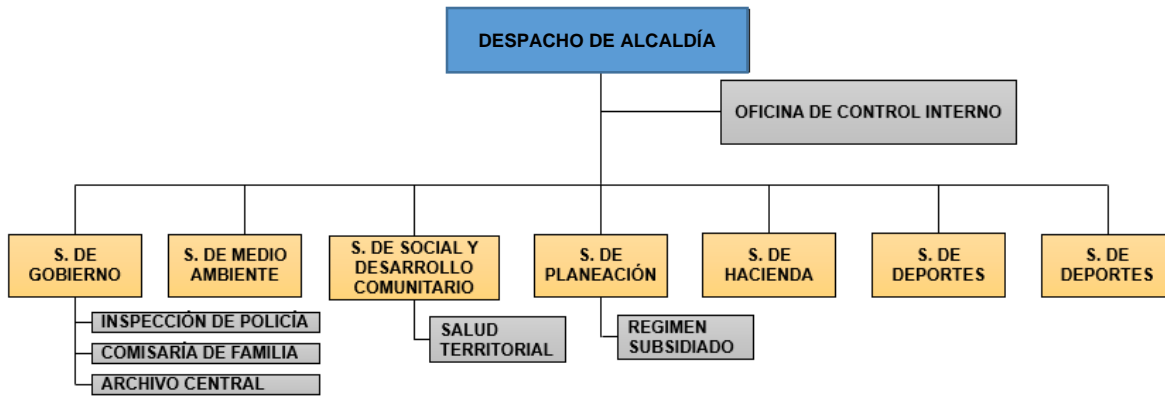 DESPACHO DE ALCALDÍA
OFICINA DE CONTROL INTERNO
S. DE
GOBIERNO
S. DE MEDIO
AMBIENTE
S. DE SOCIAL Y
DESARROLLO
COMUNITARIO
S. DE
PLANEACIÓN
S. DE
HACIENDA
S. DE
DEPORTES
S. DE
DEPORTES
INSPECCIÓN DE POLICÍA
COMISARÍA DE FAMILIA
ARCHIVO CENTRAL
SALUD
TERRITORIAL
REGIMEN
SUBSIDIADO